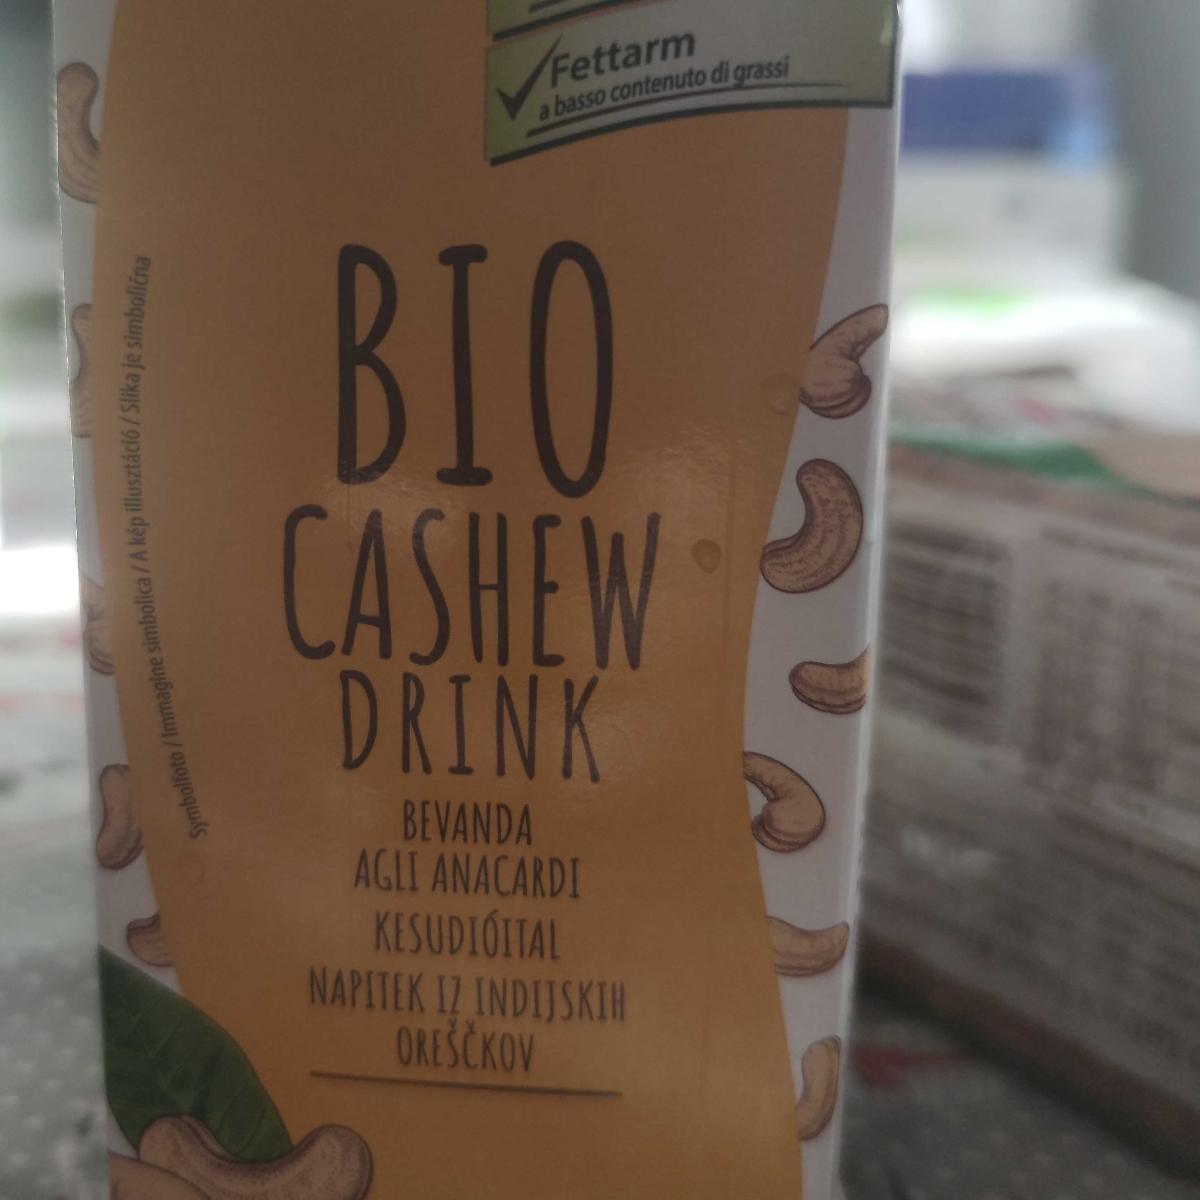 Fettarm
a basso contenuto di grassi
BIO
CASHEW
DRINK
BEVANDA
AGLI ANACARDI
KESUDIÓITAL
NAPITEK IZ INDIJSKIH
OREŠČKOV
Symbolfoto / Immagine simbolica / A kép illusztáció / Slika je simbolična